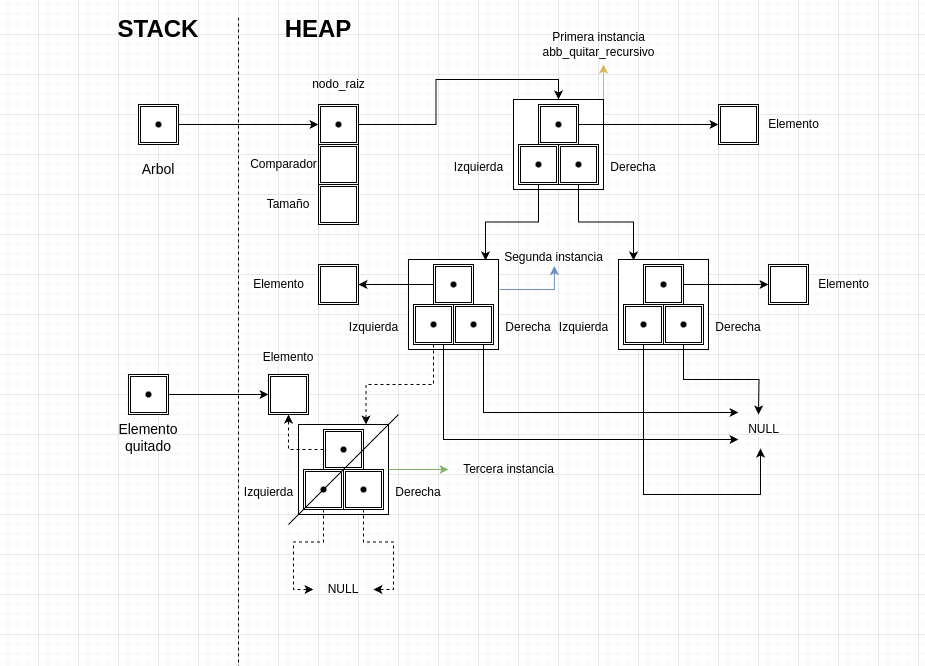 STACK
HEAP
Primera instancia
abb_quitar_recursivo
nodo_raiz
Elemento
Arbol
Comparador
Izquierda
Derecha
Tamaño
Segunda instancia
Elemento
Elemento
Izquierda
Derecha
Izquierda
Derecha
Elemento
Elemento
quitado
NULL
Tercera instancia
Izquierda
Derecha
NULL